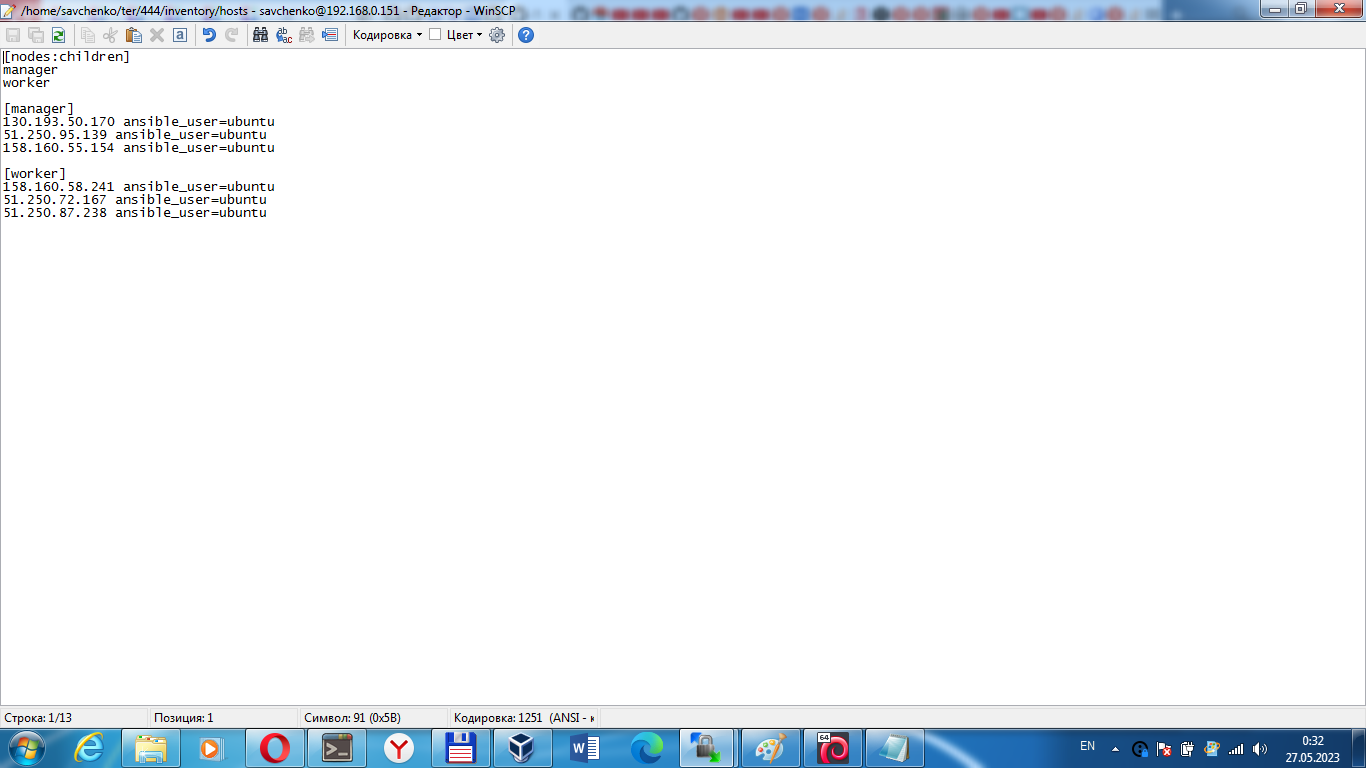 /home/savchenko/ter/444/inventory/hosts - savchenko@192.168.0.151 - Редактор - WinSCP
Кодировка Цвет
[nodes:children]
manager
worker
[manager]
130.193.50.170 ansible_user=ubuntu
51.250.95.139 ansible_user=ubuntu
158.160.55.154 ansible_user=ubuntu
[worker]
158.160.58.241 ansible_user=ubuntu
51.250.72.167 ansible_user=ubuntu
51.250.87.238 ansible_user=ubuntu
Строка: 1/13 Позиция: 1 Символ: 91 (0x5B) Кодировка: 1251 (ANSI - к
64
EN 0:32
27.05.2023